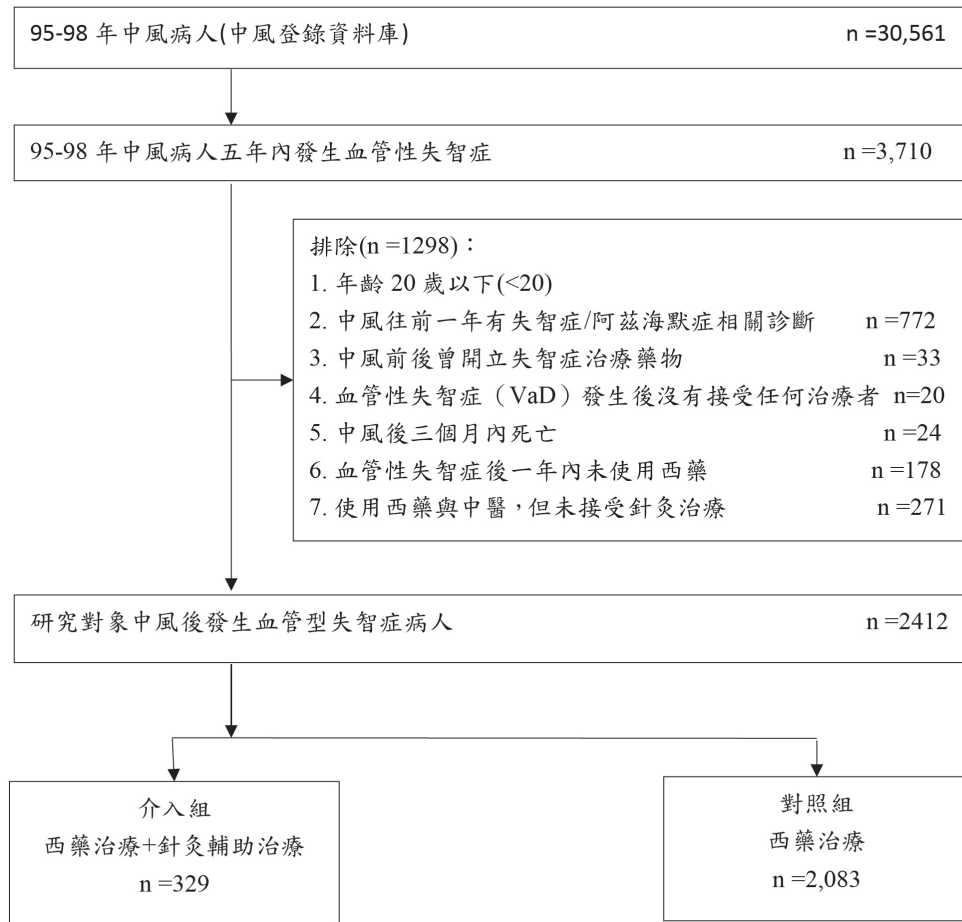 95-98 年中風病人(中風登錄資料庫) n =30,561
95-98 年中風病人五年內發生血管性失智症 n =3,710
排除(n =1298)：
1. 年齡 20 歲以下(<20)
2. 中風往前一年有失智症/阿茲海默症相關診斷 n =772
3. 中風前後曾開立失智症治療藥物 n =33
4. 血管性失智症（VaD）發生後沒有接受任何治療者 n=20
5. 中風後三個月內死亡 n =24
6. 血管性失智症後一年內未使用西藥 n =178
7. 使用西藥與中醫，但未接受針灸治療 n =271
研究對象中風後發生血管型失智症病人 n =2412
介入組
西藥治療+針灸輔助治療
n =329
對照組
西藥治療
n =2,083